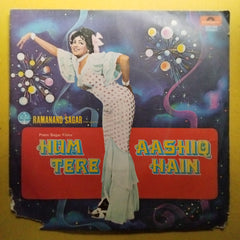 RAMANAND SAGAR
Prem Sagar Films
HUM
TERE
AASHIQ
HAIN